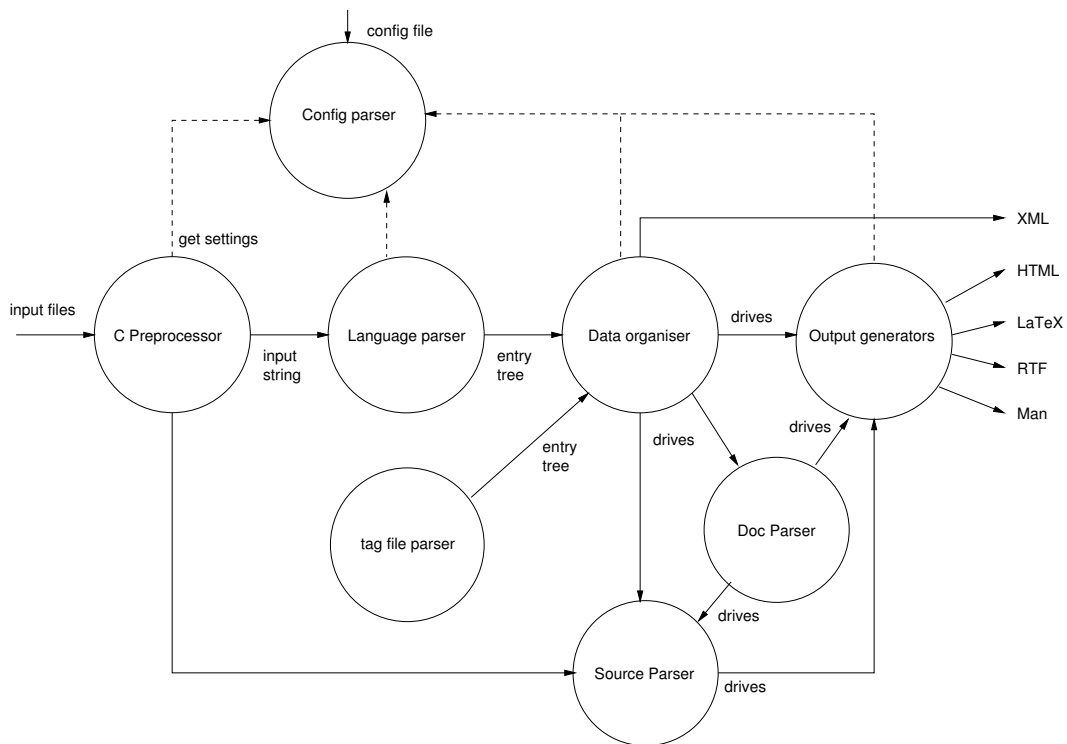 config file
Config parser
get settings
XML
HTML
input files
C Preprocessor
Language parser
Data organiser
drives
Output generators
LaTeX
input
string
entry
tree
RTF
Man
drives
drives
entry
tree
tag file parser
Doc Parser
drives
Source Parser
drives